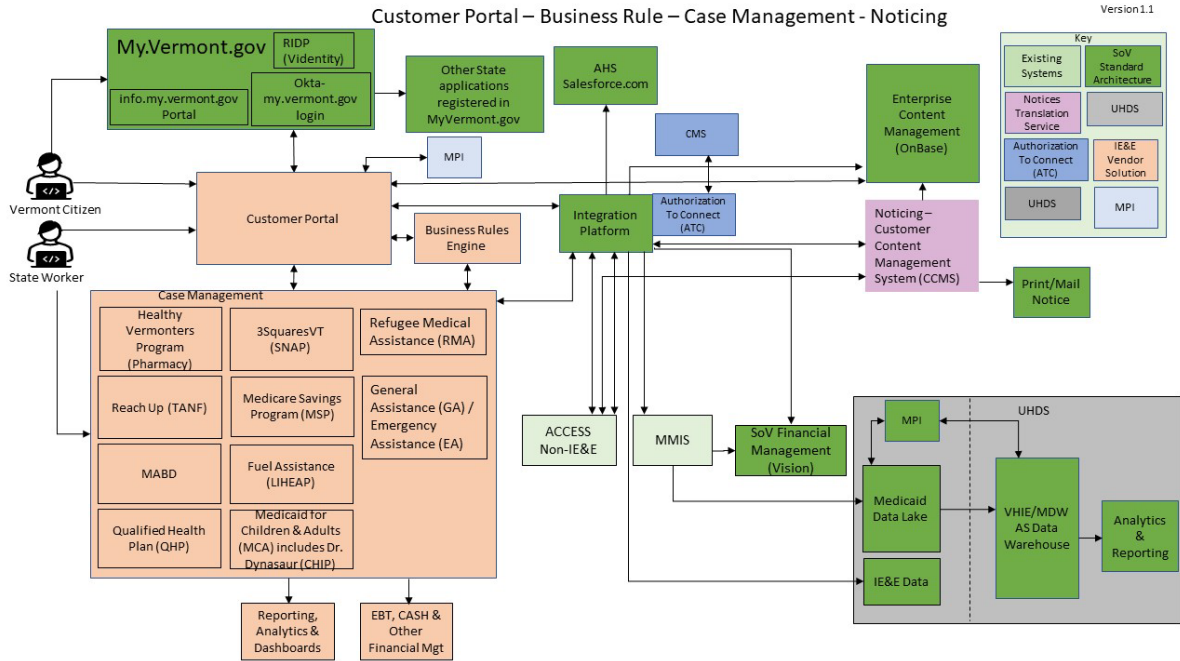 Customer Portal – Business Rule – Case Management - Noticing
Version 1.1
My.Vermont.gov
RIDP
(Videntity)
info.my.vermont.gov
Portal
Okta-
my.vermont.gov
login
Other State
applications
registered in
MyVermont.gov
AHS
Salesforce.com
CMS
Authorization
To Connect
(ATC)
Enterprise
Content
Management
(OnBase)
Key
Existing
Systems
SoV
Standard
Architecture
Notices
Translation
Service
UHDS
Authorization
To Connect
(ATC)
IE&E
Vendor
Solution
UHDS
MPI
MPI
Vermont Citizen
State Worker
Customer Portal
Business Rules
Engine
Integration
Platform
Noticing –
Customer
Content
Management
System (CCMS)
Print/Mail
Notice
Case Management
Healthy
Vermonters
Program
(Pharmacy)
3SquaresVT
(SNAP)
Refugee Medical
Assistance (RMA)
Reach Up (TANF)
Medicare Savings
Program (MSP)
General
Assistance (GA) /
Emergency
Assistance (EA)
MABD
Fuel Assistance
(LIHEAP)
Qualified Health
Plan (QHP)
Medicaid for
Children & Adults
(MCA) includes Dr.
Dynasaur (CHIP)
Reporting,
Analytics &
Dashboards
EBT, CASH &
Other
Financial Mgt
ACCESS
Non-IE&E
MMIS
SoV Financial
Management
(Vision)
UHDS
MPI
Medicaid
Data Lake
IE&E Data
VHIE/MDW
AS Data
Warehouse
Analytics
&
Reporting